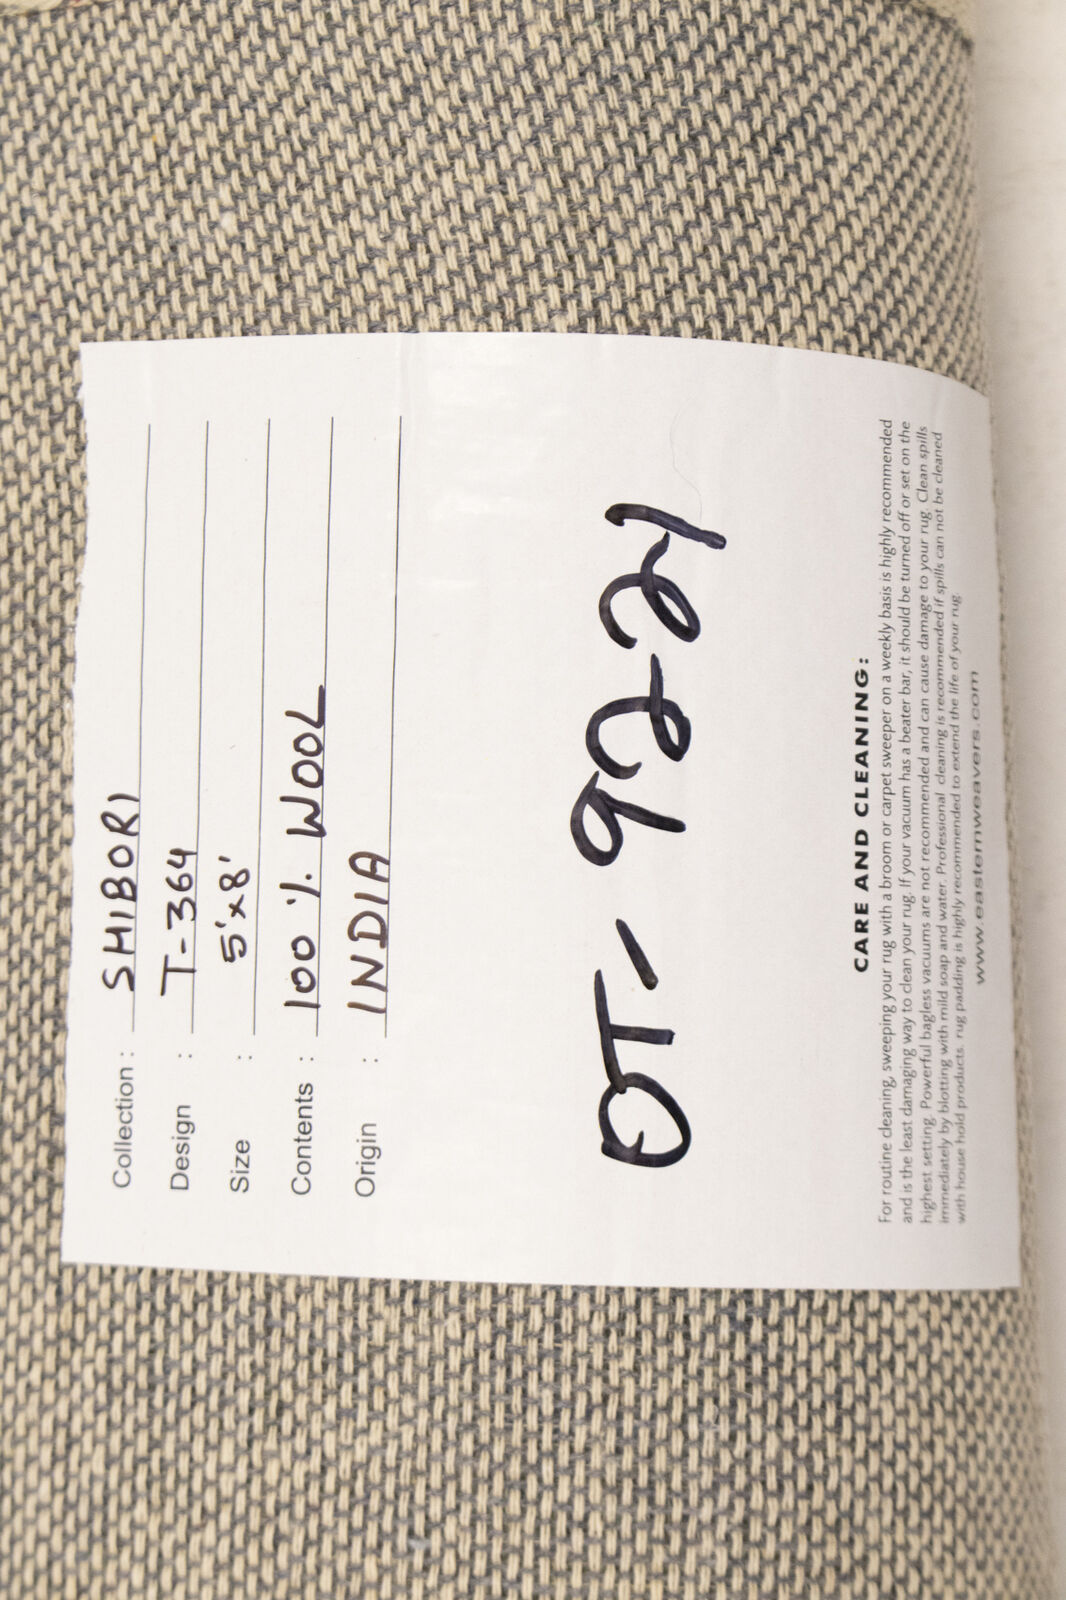 Collection : SHIBORI
Design : T-364
Size : 5'x8'
Contents : 100 % WOOL
Origin : INDIA
OT- 9221
CARE AND CLEANING:
For routine cleaning, sweeping your rug with a broom or carpet sweeper on a weekly basis is highly recommended
and is the least damaging way to clean your rug. If your vacuum has a beater bar, it should be turned off or set on the
highest setting. Powerful bagless vacuums are not recommended and can cause damage to your rug. Clean spills
immediately by blotting with mild soap and water. Professional cleaning is recommended if spills can not be cleaned
with house hold products. rug padding is highly recommended to extend the life of your rug
www.easternweavers.com